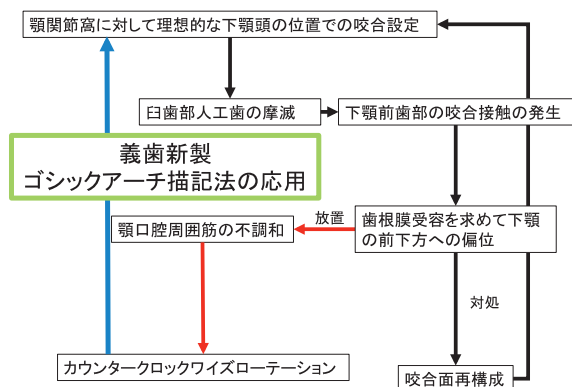 顎関節窩に対して理想的な下顎頭の位置での咬合設定
臼歯部人工歯の摩滅
下顎前歯部の咬合接触の発生
義歯新製
ゴシックアーチ描記法の応用
放置
歯根膜受容を求めて下顎
の前下方への偏位
顎口腔周囲筋の不調和
対処
カウンタークロックワイズローテーション
咬合面再構成